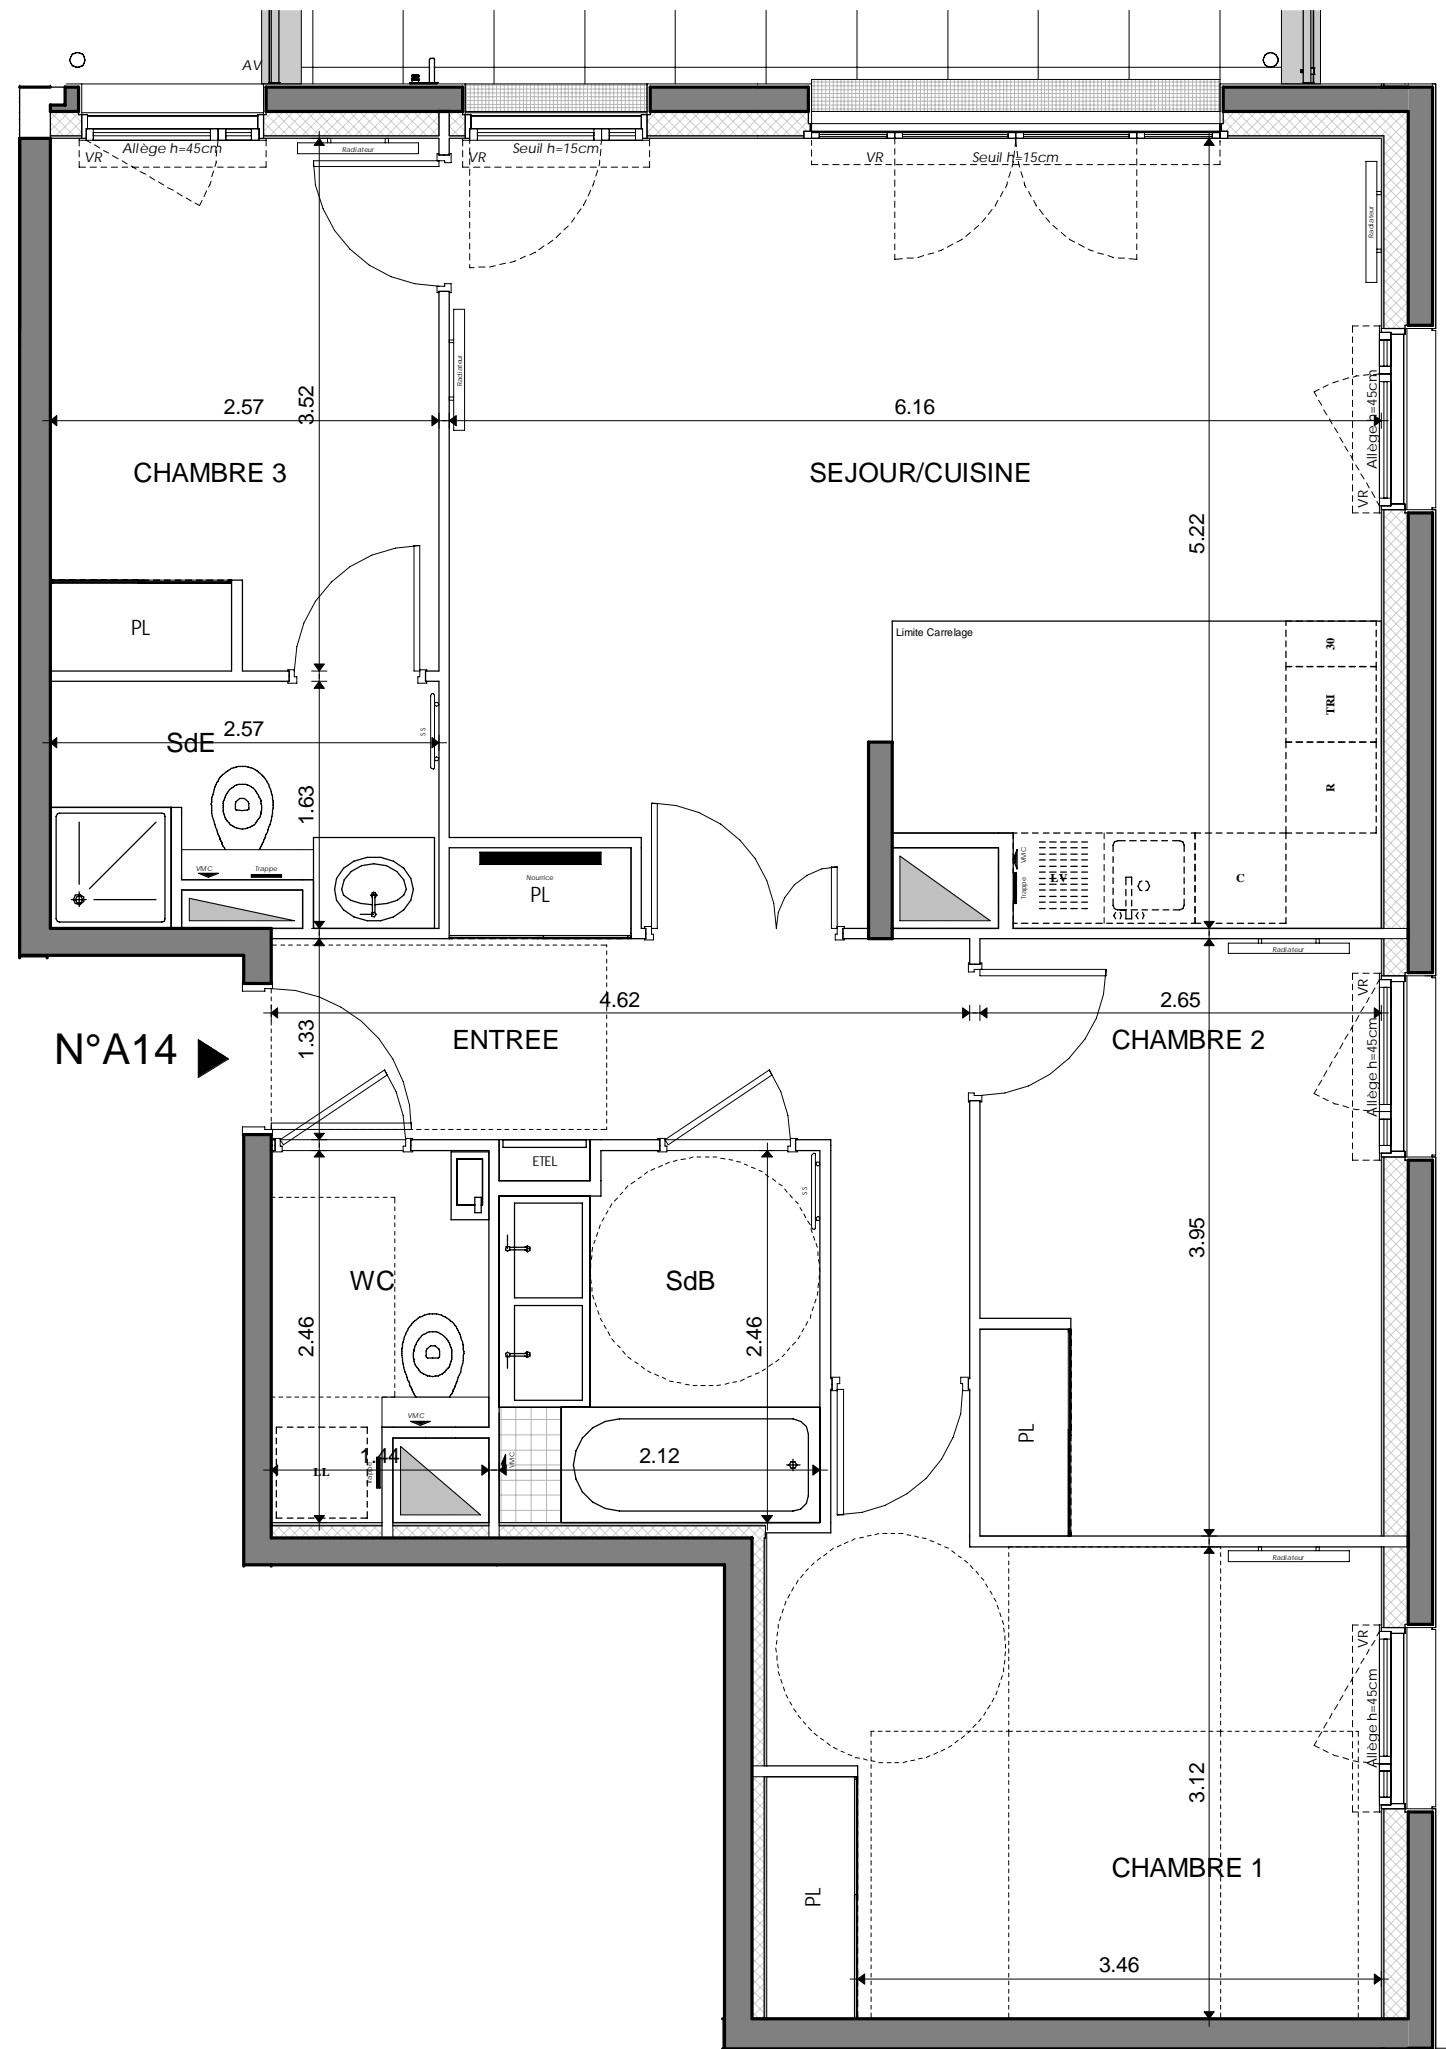 AV
VR
Allège h=45cm
Radiateur
VR
Seuil h=15cm
VR
Seuil h=15cm
Radiateur
Radiateur
2.57
3.52
6.16
Allège h=45cm
VR
CHAMBRE 3
SEJOUR/CUISINE
5.22
PL
Limite Carrelage
30
TRI
R
SdE
2.57
SS
1.63
VMC
Trappe
Nourrice
PL
VMC
Trappe
LV
C
Radiateur
4.62
2.65
VR
Allège h=45cm
N°A14
1.33
ENTREE
CHAMBRE 2
ETEL
SS
3.95
WC
SdB
2.46
2.46
VMC
PL
1.44
LL
Trappe
VMC
2.12
Radiateur
VR
Allège h=45cm
3.12
CHAMBRE 1
PL
3.46